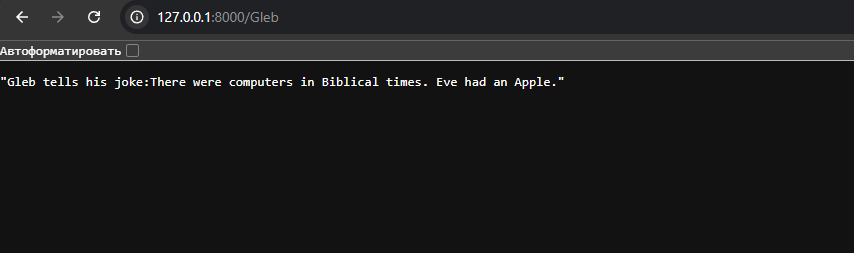 127.0.0.1:8000/Gleb
Автоформатировать
"Gleb tells his joke:There were computers in Biblical times. Eve had an Apple."